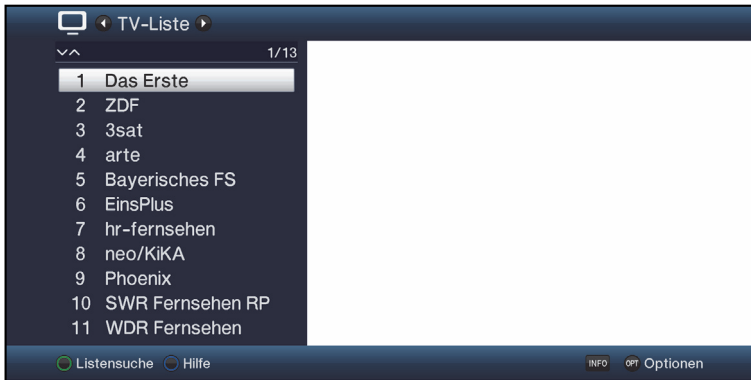 TV-Liste
1/13
1 Das Erste
2 ZDF
3 3sat
4 arte
5 Bayerisches FS
6 EinsPlus
7 hr-fernsehen
8 neo/KiKA
9 Phoenix
10 SWR Fernsehen RP
11 WDR Fernsehen
Listensuche Hilfe INFO OPT Optionen